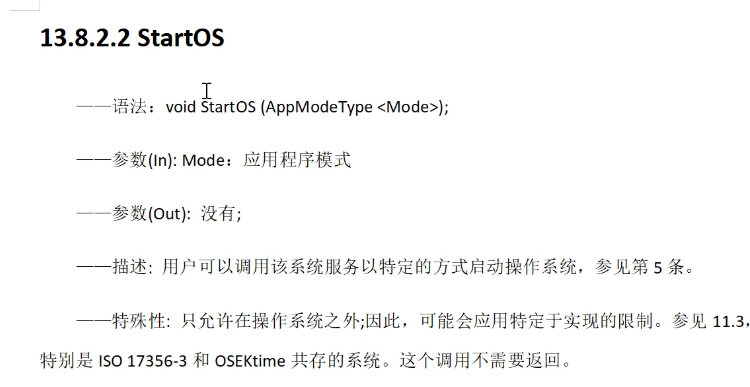 13.8.2.2 StartOS
——语法：void StartOS (AppModeType <Mode>);
——参数(In): Mode：应用程序模式
——参数(Out): 没有;
——描述: 用户可以调用该系统服务以特定的方式启动操作系统，参见第 5 条。
——特殊性: 只允许在操作系统之外;因此，可能会应用特定于实现的限制。参见 11.3，
特别是 ISO 17356-3 和 OSEKtime 共存的系统。这个调用不需要返回。